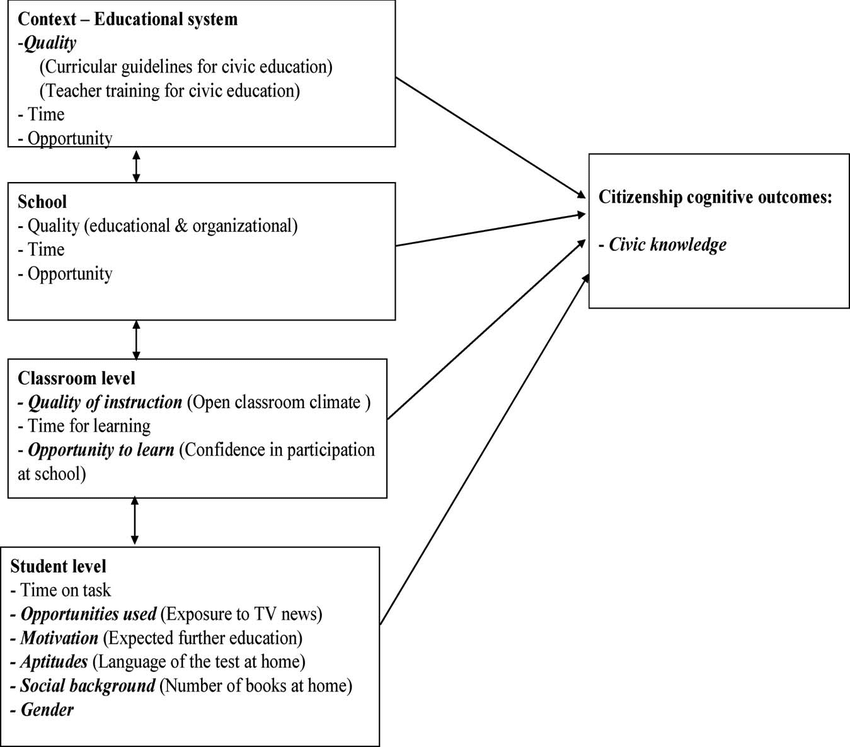 Context – Educational system
-Quality
(Curricular guidelines for civic education)
(Teacher training for civic education)
- Time
- Opportunity
School
- Quality (educational & organizational)
- Time
- Opportunity
Classroom level
- Quality of instruction (Open classroom climate )
- Time for learning
- Opportunity to learn (Confidence in participation
at school)
Student level
- Time on task
- Opportunities used (Exposure to TV news)
- Motivation (Expected further education)
- Aptitudes (Language of the test at home)
- Social background (Number of books at home)
- Gender
Citizenship cognitive outcomes:
- Civic knowledge